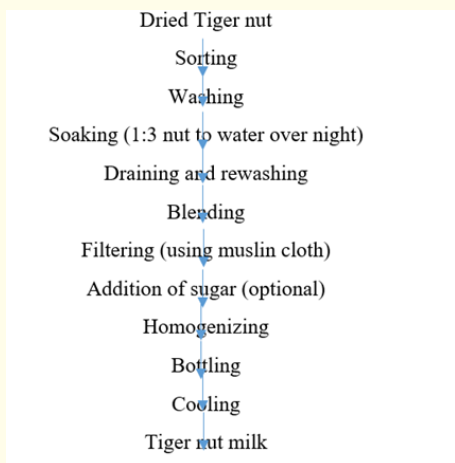 Dried Tiger nut
Sorting
Washing
Soaking (1:3 nut to water over night)
Draining and rewashing
Blending
Filtering (using muslin cloth)
Addition of sugar (optional)
Homogenizing
Bottling
Cooling
Tiger nut milk